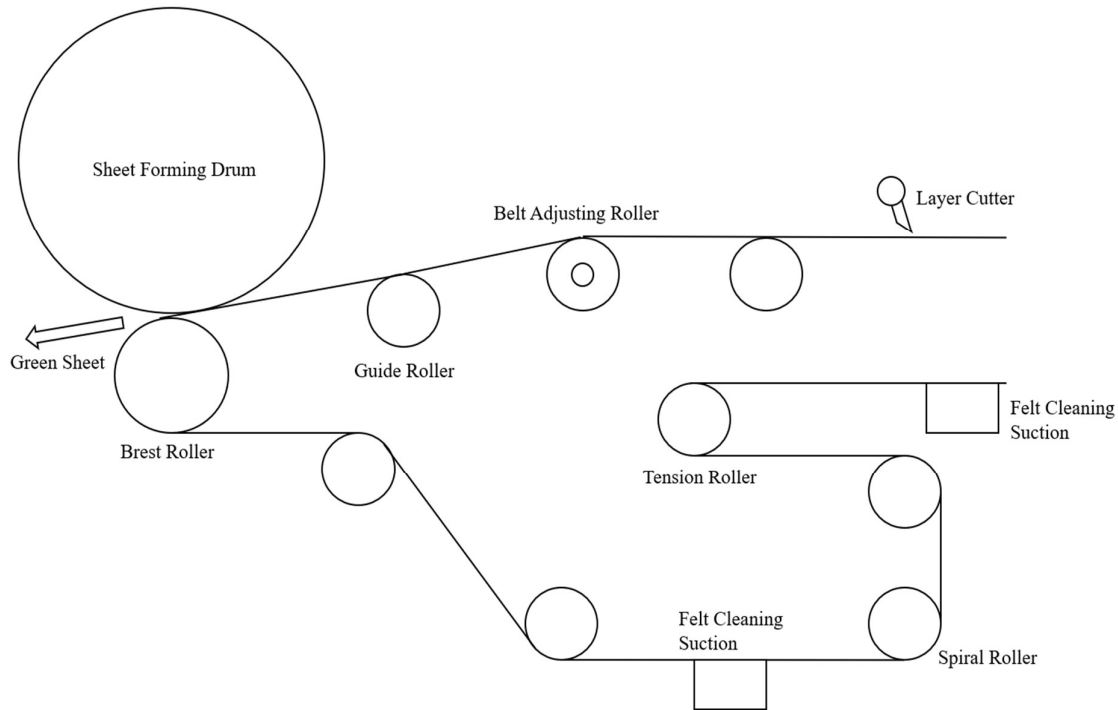 Sheet Forming Drum
Layer Cutter
Belt Adjusting Roller
Green Sheet
Guide Roller
Felt Cleaning
Suction
Brest Roller
Tension Roller
Felt Cleaning
Suction
Spiral Roller